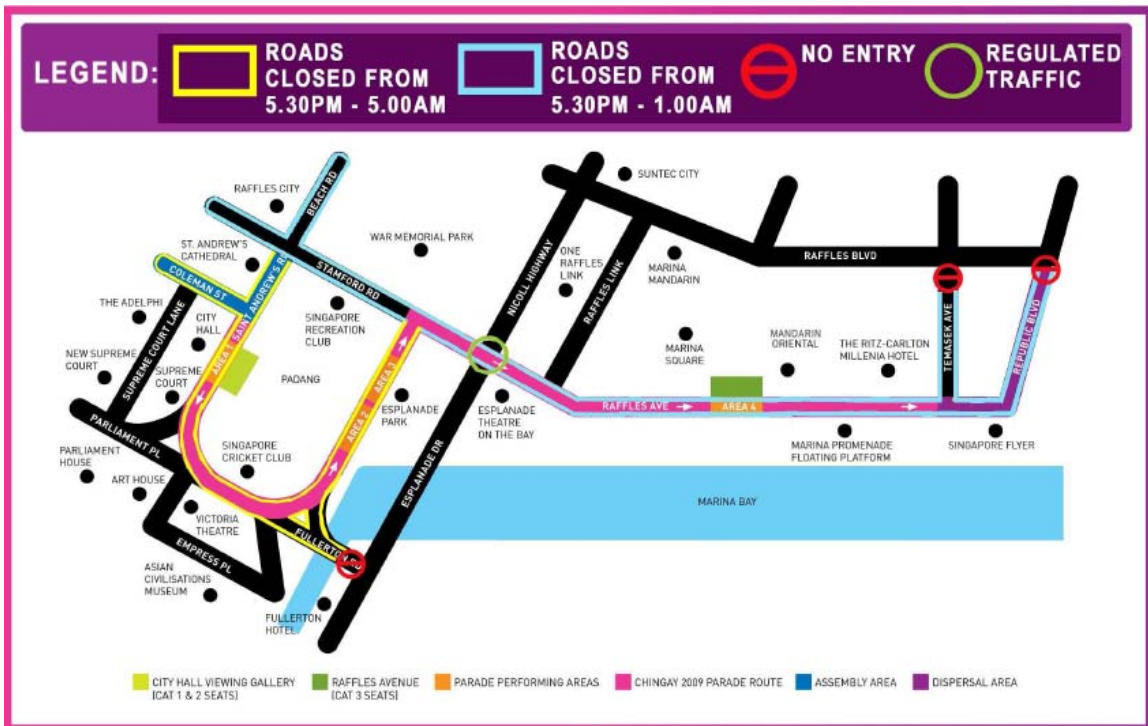 LEGEND:
ROADS
CLOSED FROM
5.30PM - 5.00AM
ROADS
CLOSED FROM
5.30PM - 1.00AM
NO ENTRY
REGULATED
TRAFFIC
RAFFLES CITY
BEACH RD
SUNTEC CITY
ST. ANDREW'S
CATHEDRAL
WAR MEMORIAL PARK
STAMFORD RD
NICOLL HIGHWAY
ONE
RAFFLES
LINK
RAFFLES LINK
MARINA
MANDARIN
RAFFLES BLVD
COLEMAN ST
SAINT ANDREW'S RD
THE ADELPHI
CITY
HALL
SUPREME COURT LANE
SINGAPORE
RECREATION
CLUB
AREA 1
NEW SUPREME
COURT
SUPREME
COURT
PADANG
AREA 3
AREA 2
ESPLANADE
PARK
ESPLANADE
THEATRE
ON THE BAY
MARINA
SQUARE
MANDARIN
ORIENTAL
THE RITZ-CARLTON
MILLENIA HOTEL
TEMASEK AVE
REPUBLIC BLVD
RAFFLES AVE
AREA 4
PARLIAMENT PL
PARLIAMENT
HOUSE
ART HOUSE
SINGAPORE
CRICKET CLUB
ESPLANADE DR
MARINA PROMENADE
FLOATING PLATFORM
SINGAPORE FLYER
MARINA BAY
VICTORIA
THEATRE
EMPRESS PL
FULLERTON RD
ASIAN
CIVILISATIONS
MUSEUM
FULLERTON
HOTEL
CITY HALL VIEWING GALLERY
(CAT 1 & 2 SEATS)
RAFFLES AVENUE
(CAT 3 SEATS)
PARADE PERFORMING AREAS
CHINGAY 2009 PARADE ROUTE
ASSEMBLY AREA
DISPERSAL AREA